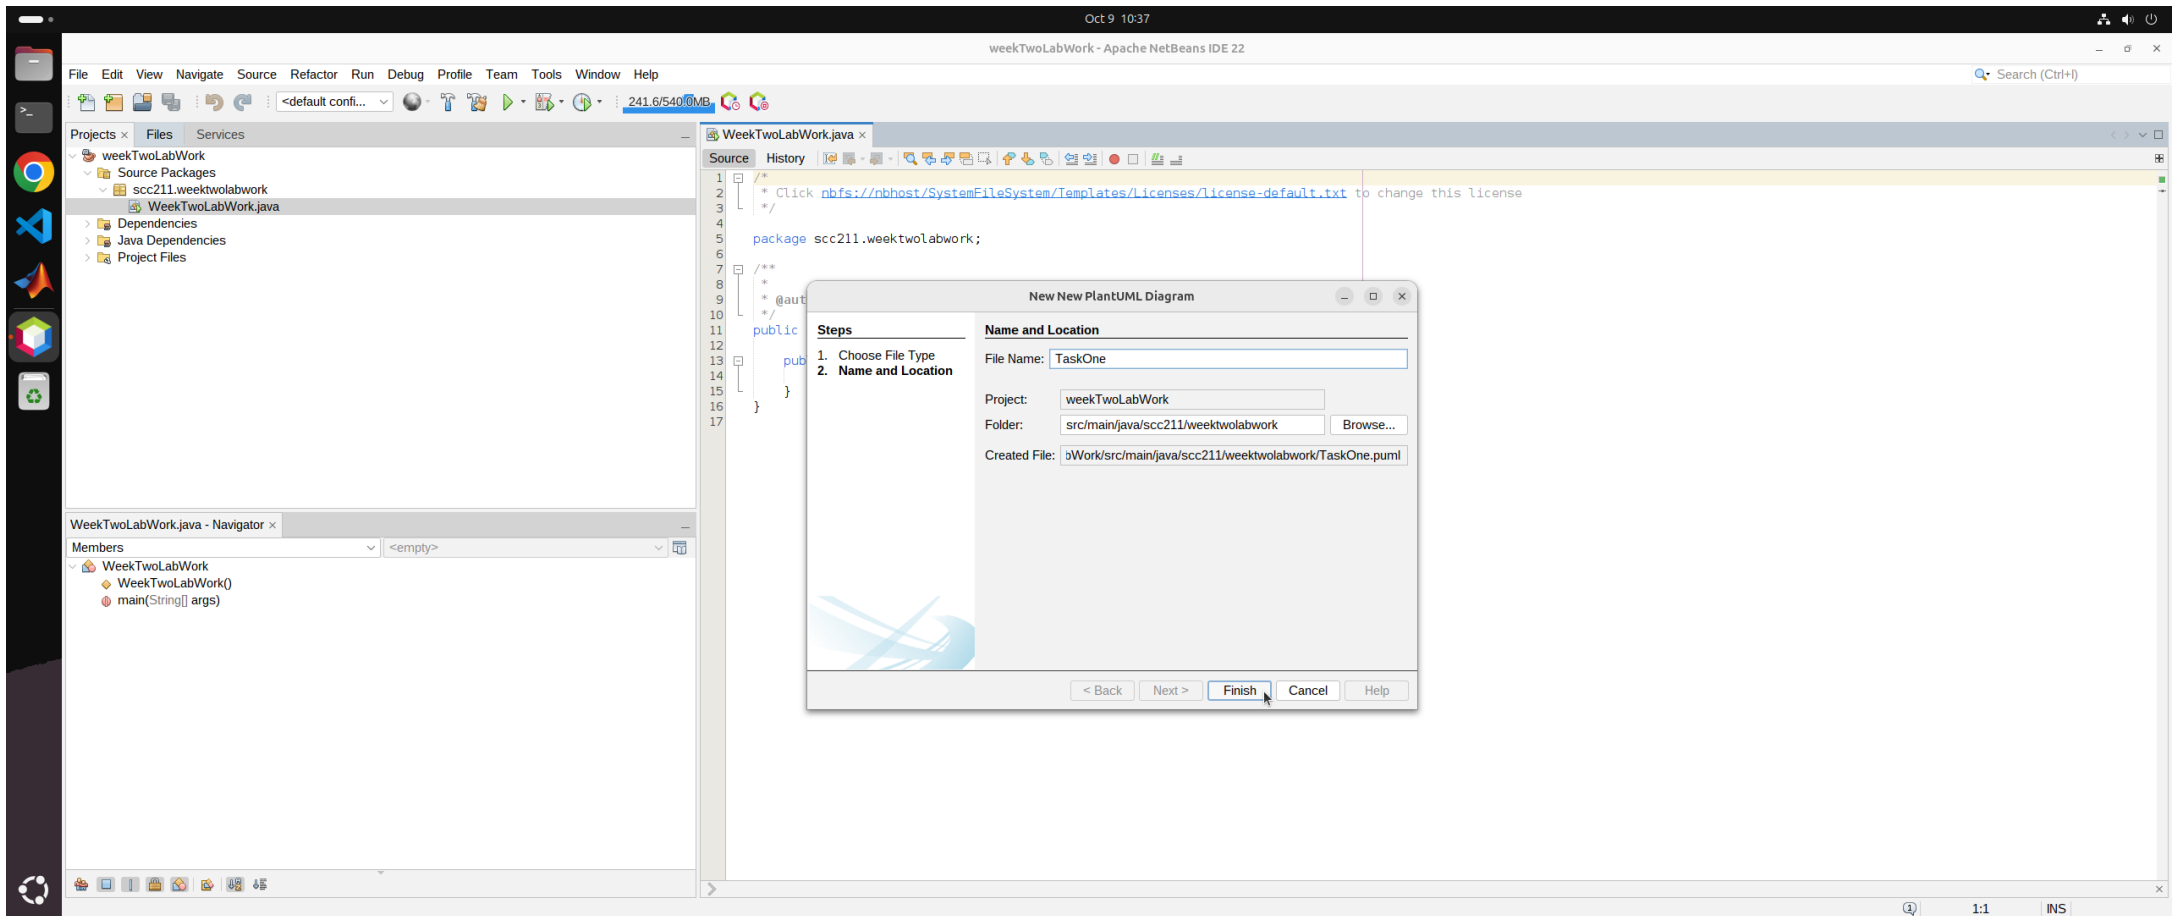 Oct 9 10:37
weekTwoLabWork - Apache NetBeans IDE 22
File Edit View Navigate Source Refactor Run Debug Profile Team Tools Window Help
Search (Ctrl+I)
<default confi...
241.6/540.0MB
Projects
Files
Services
weekTwoLabWork
Source Packages
scc211.weektwolabwork
WeekTwoLabWork.java
Dependencies
Java Dependencies
Project Files
WeekTwoLabWork.java - Navigator
Members
<empty>
WeekTwoLabWork
WeekTwoLabWork()
main(String[] args)
WeekTwoLabWork.java
Source History
1 /*
2 * Click nbfs://nbhost/SystemFileSystem/Templates/Licenses/license-default.txt to change this license
3 */
4
5 package scc211.weektwolabwork;
6
7 /**
8 *
9 * @aut
10 */
11 public
12
13 pub
14
15 }
16 }
17
New New PlantUML Diagram
Steps
1. Choose File Type
2. Name and Location
Name and Location
File Name: TaskOne
Project: weekTwoLabWork
Folder: src/main/java/scc211/weektwolabwork Browse...
Created File: bWork/src/main/java/scc211/weektwolabwork/TaskOne.puml
< Back Next > Finish Cancel Help
1:1 INS